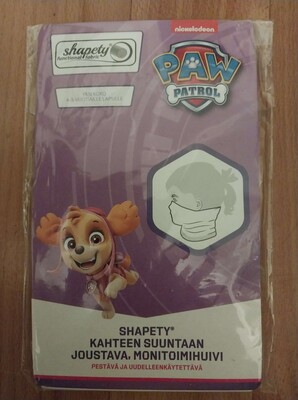 shapety®
nickelodeon
PAW
PATROL
SHAPETY®
KAHTEEN SUUNTAAN
JOUSTAVA, MONITOIMIHUIVI
PESTÄVÄ JA UUDELLEENKÄYTETTÄVÄ